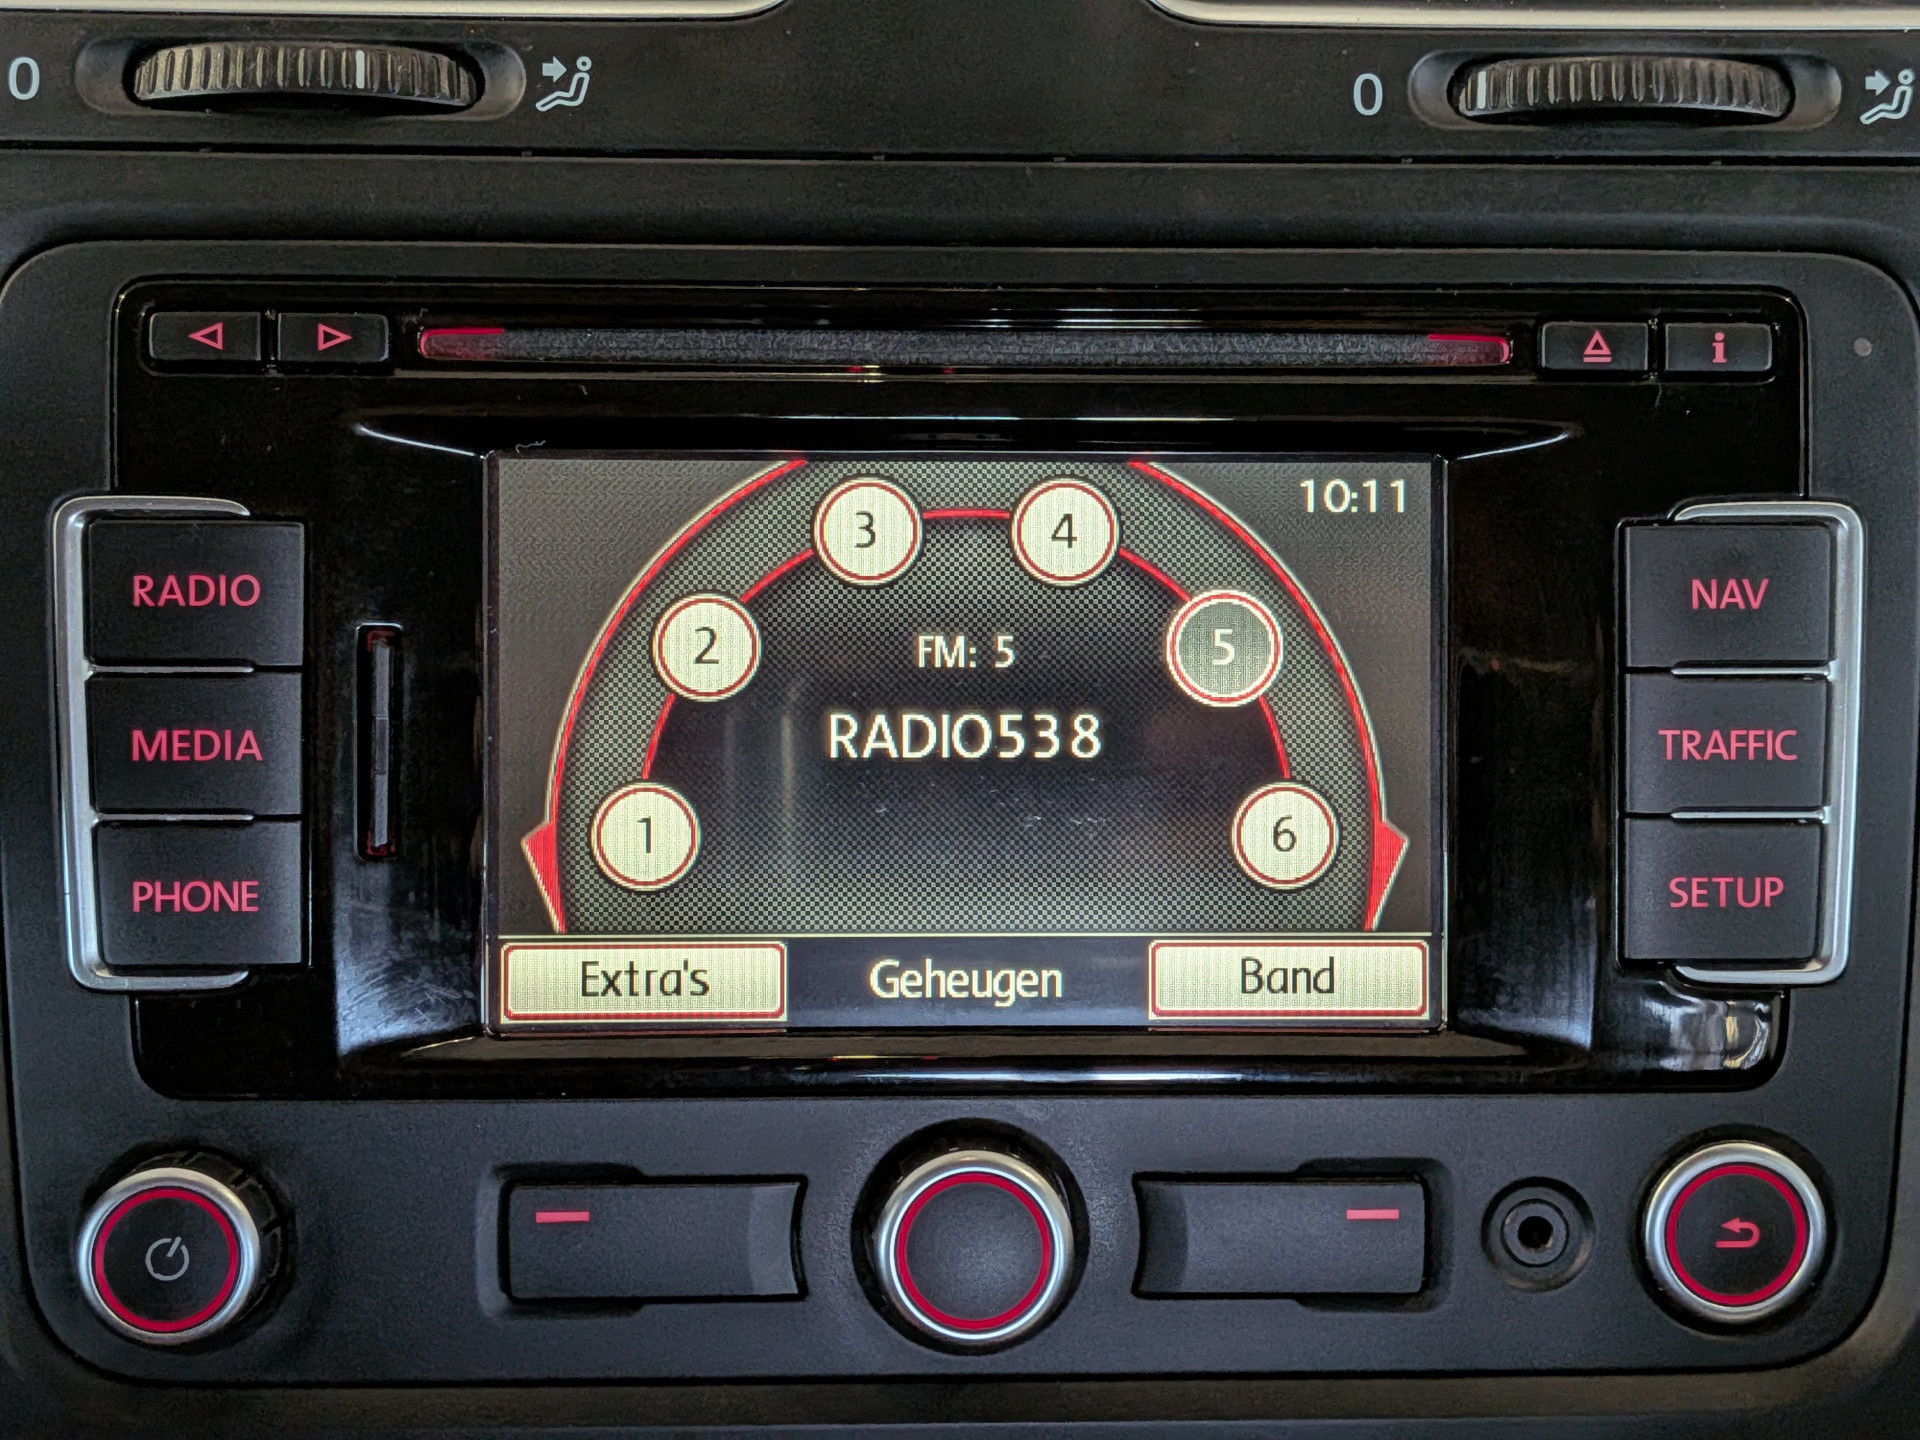 0
0
i
10:11
3
4
2
5
FM: 5
RADIO538
1
6
Extra's
Geheugen
Band
RADIO
MEDIA
PHONE
NAV
TRAFFIC
SETUP